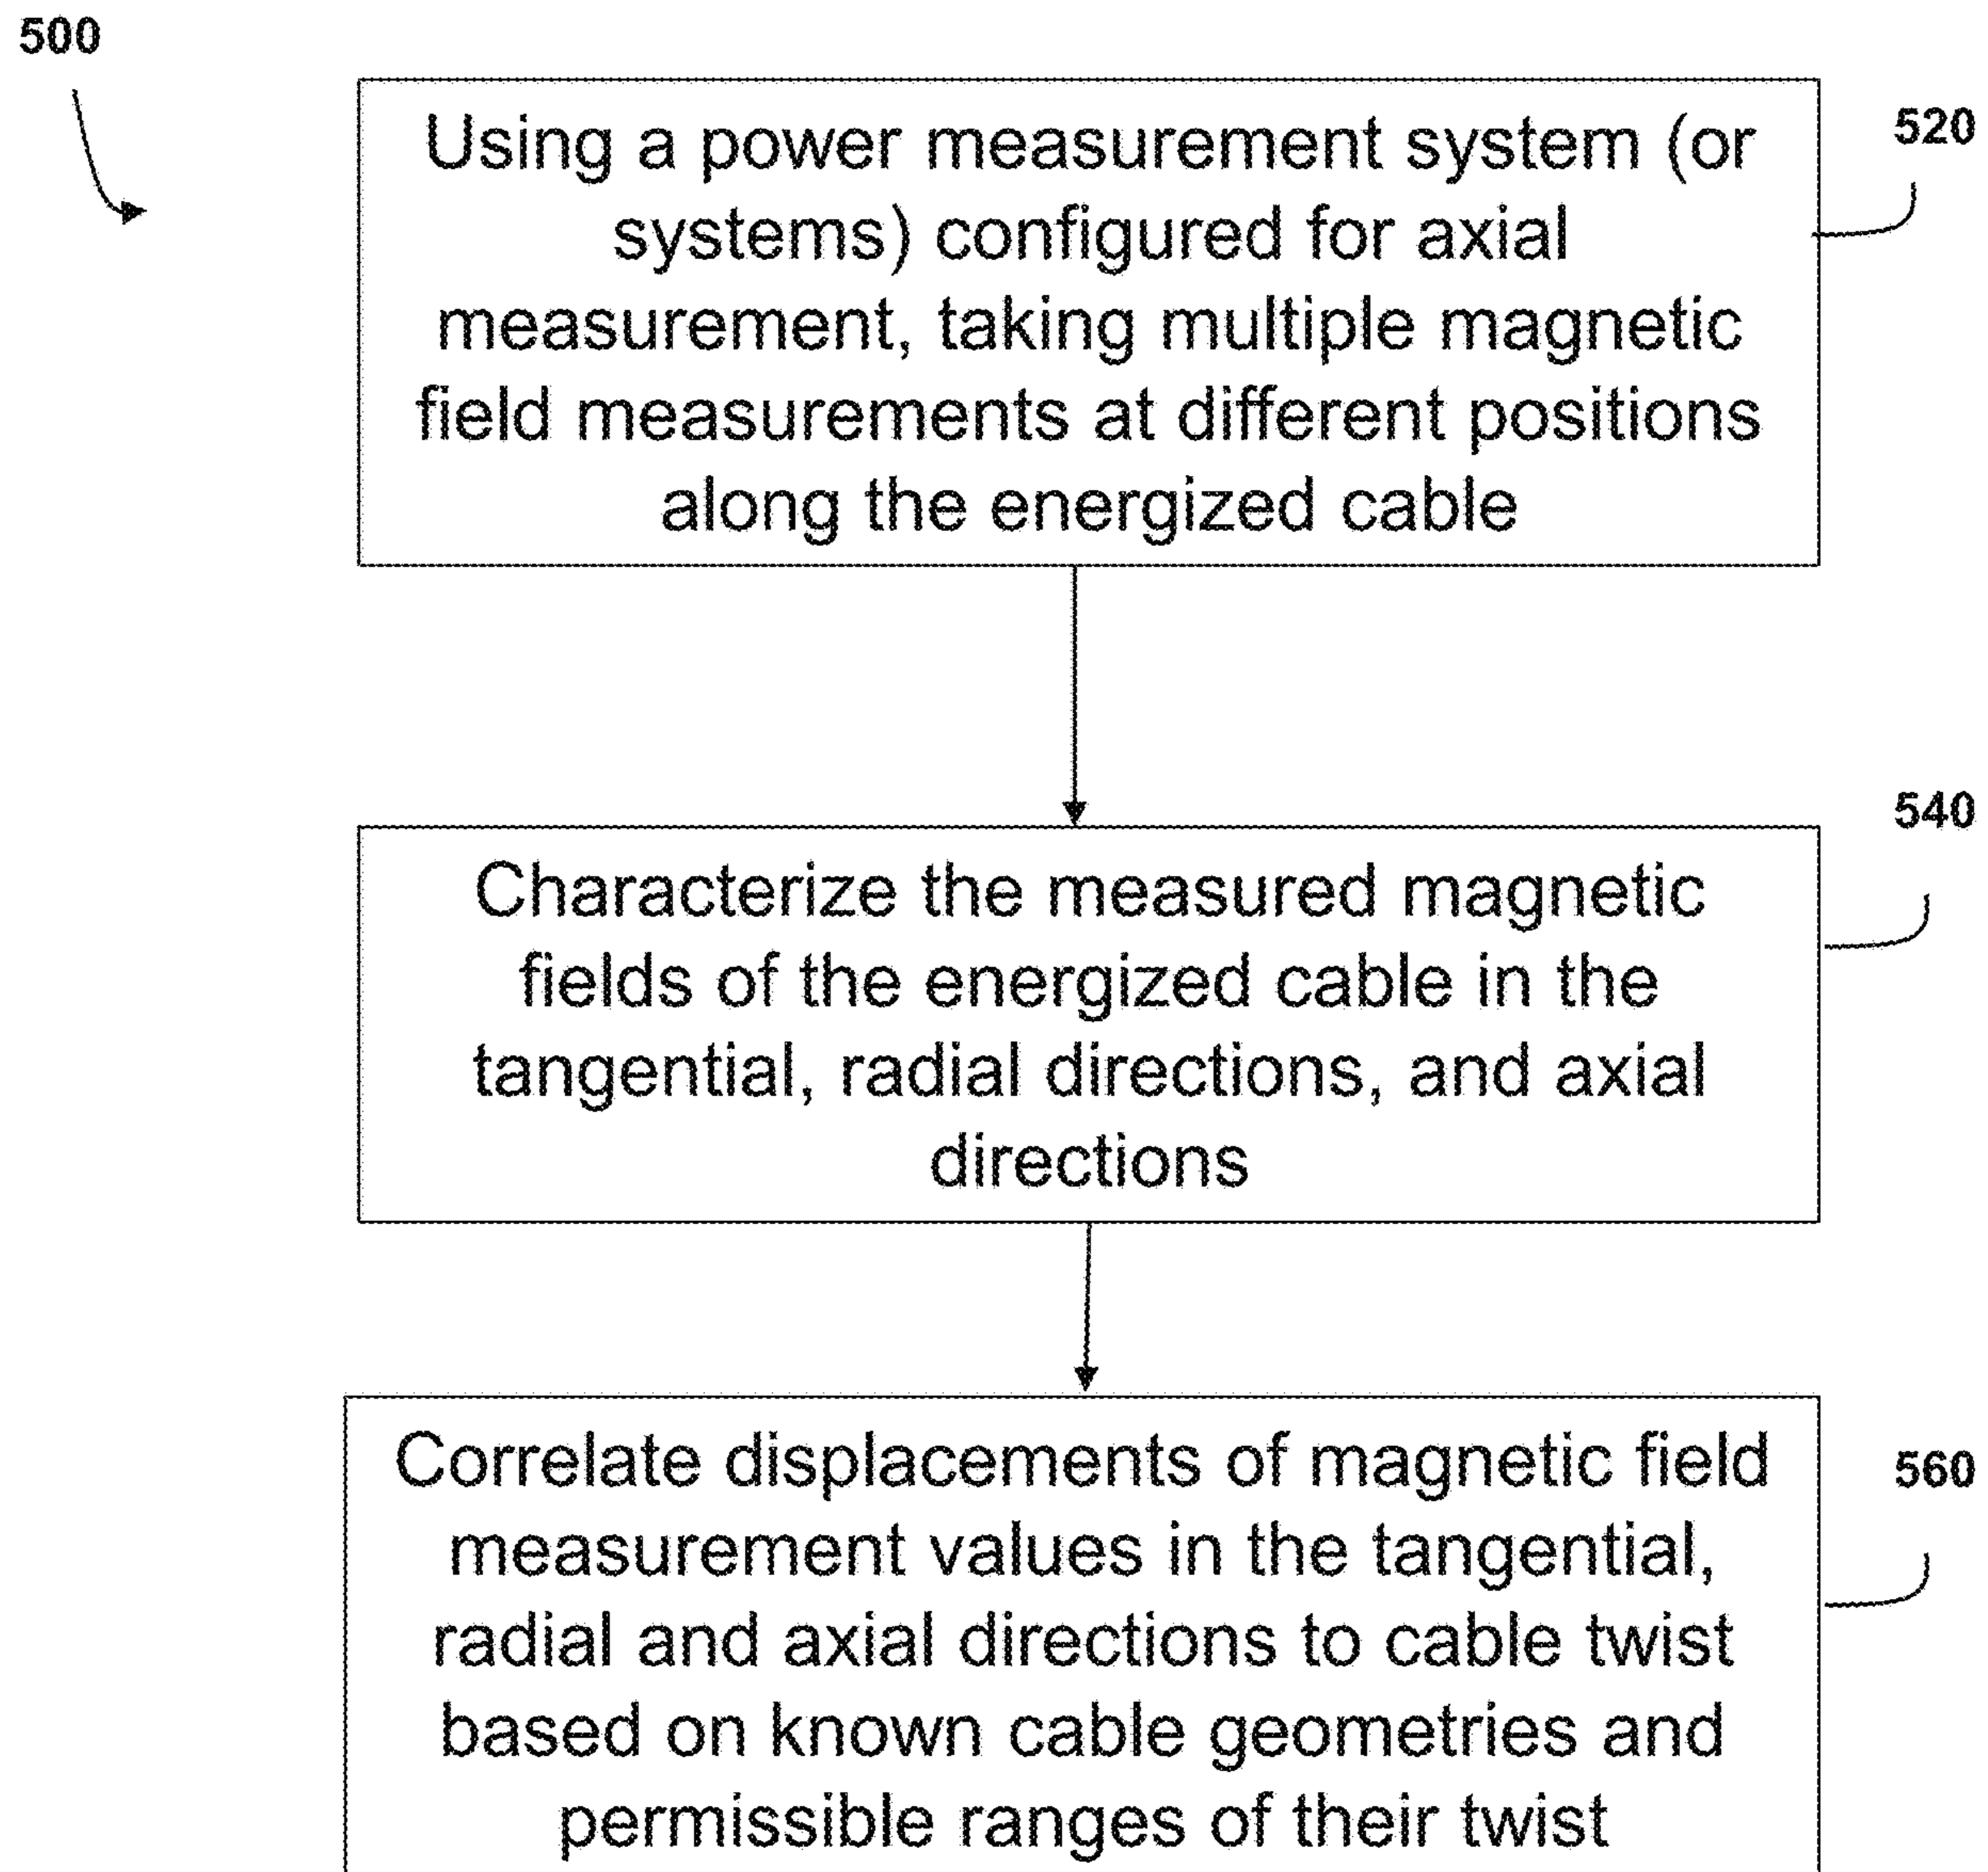 500
Using a power measurement system (or
systems) configured for axial
measurement, taking multiple magnetic
field measurements at different positions
along the energized cable
520
Characterize the measured magnetic
fields of the energized cable in the
tangential, radial directions, and axial
directions
540
Correlate displacements of magnetic field
measurement values in the tangential,
radial and axial directions to cable twist
based on known cable geometries and
permissible ranges of their twist
560